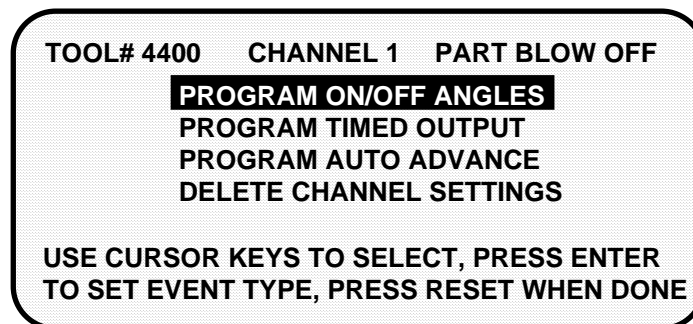 TOOL# 4400 CHANNEL 1 PART BLOW OFF
PROGRAM ON/OFF ANGLES
PROGRAM TIMED OUTPUT
PROGRAM AUTO ADVANCE
DELETE CHANNEL SETTINGS
USE CURSOR KEYS TO SELECT, PRESS ENTER
TO SET EVENT TYPE, PRESS RESET WHEN DONE